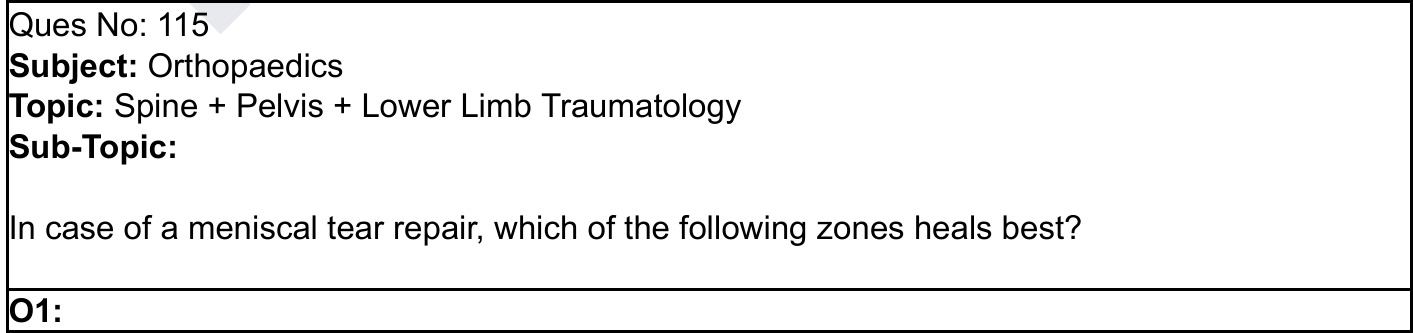 Ques No: 115
Subject: Orthopaedics
Topic: Spine + Pelvis + Lower Limb Traumatology
Sub-Topic:
In case of a meniscal tear repair, which of the following zones heals best?
O1: